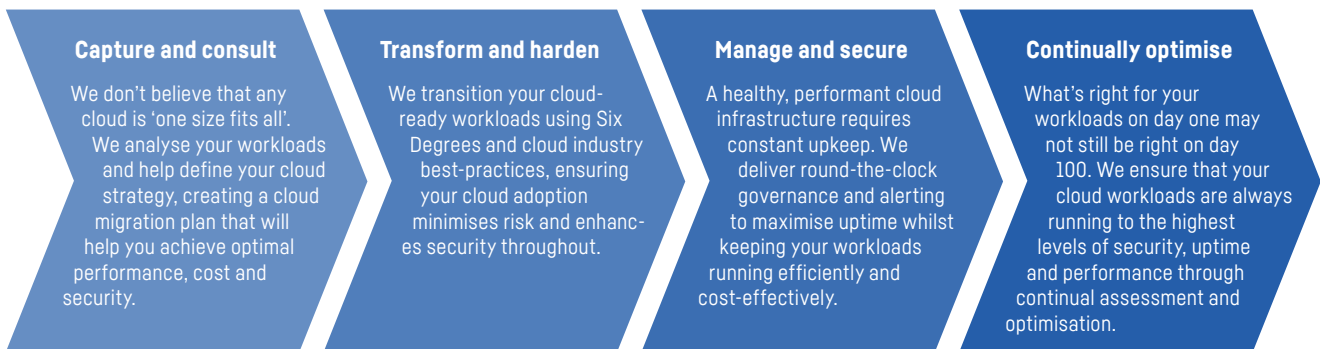 Capture and consult
We don't believe that any
cloud is 'one size fits all'.
We analyse your workloads
and help define your cloud
strategy, creating a cloud
migration plan that will
help you achieve optimal
performance, cost and
security.
Transform and harden
We transition your cloud-
ready workloads using Six
Degrees and cloud industry
best-practices, ensuring
your cloud adoption
minimises risk and enhanc-
es security throughout.
Manage and secure
A healthy, performant cloud
infrastructure requires
constant upkeep. We
deliver round-the-clock
governance and alerting
to maximise uptime whilst
keeping your workloads
running efficiently and
cost-effectively.
Continually optimise
What's right for your
workloads on day one may
not still be right on day
100. We ensure that your
cloud workloads are always
running to the highest
levels of security, uptime
and performance through
continual assessment and
optimisation.